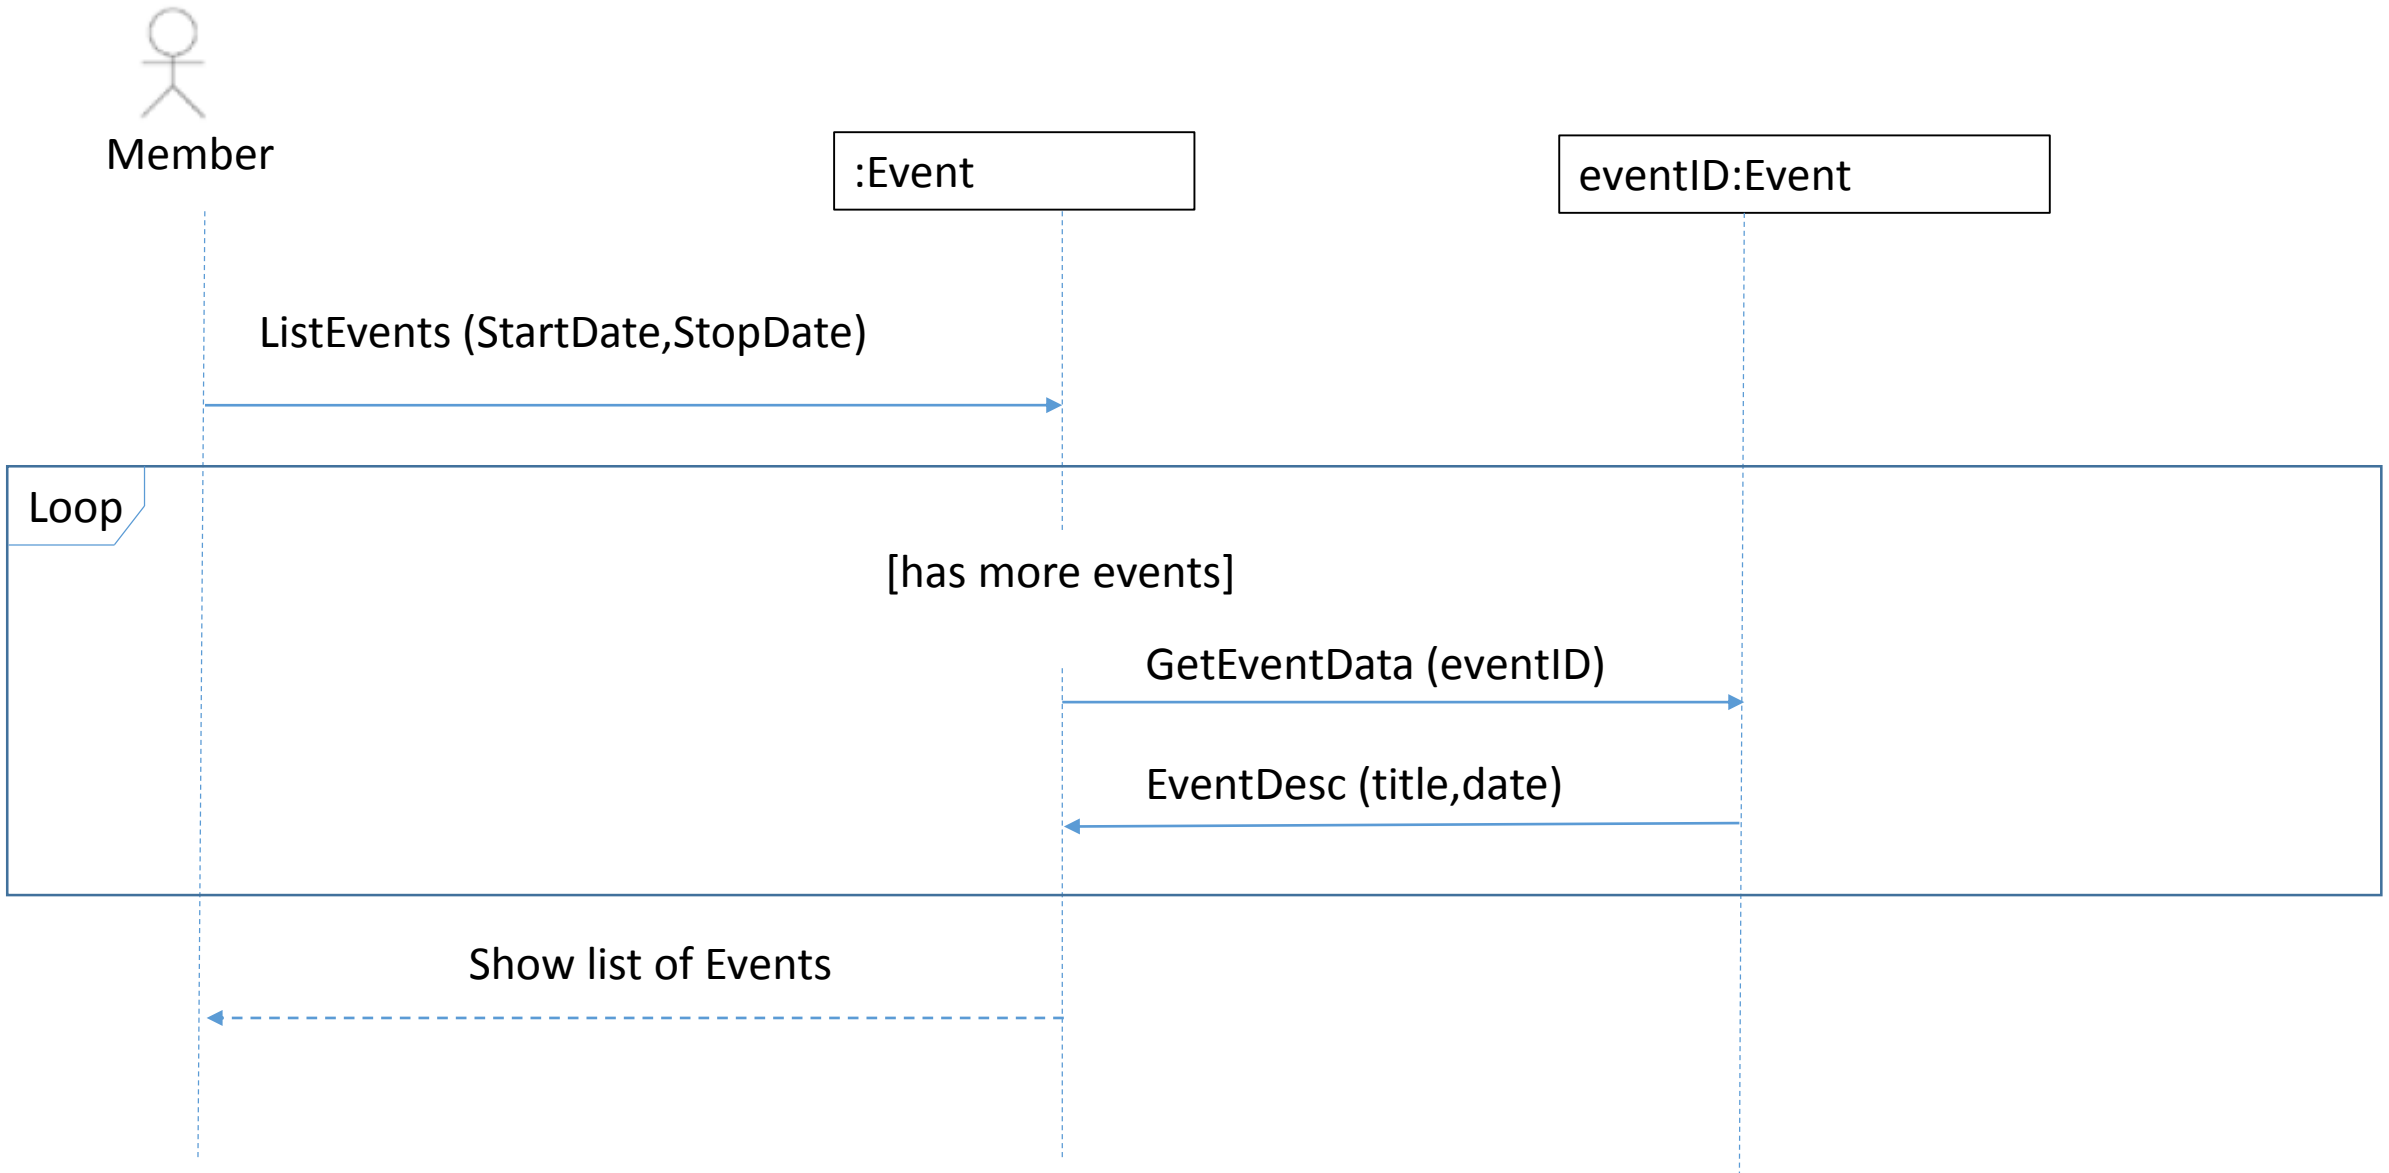 Member
:Event
eventID:Event
ListEvents (StartDate,StopDate)
Loop
[has more events]
GetEventData (eventID)
EventDesc (title,date)
Show list of Events